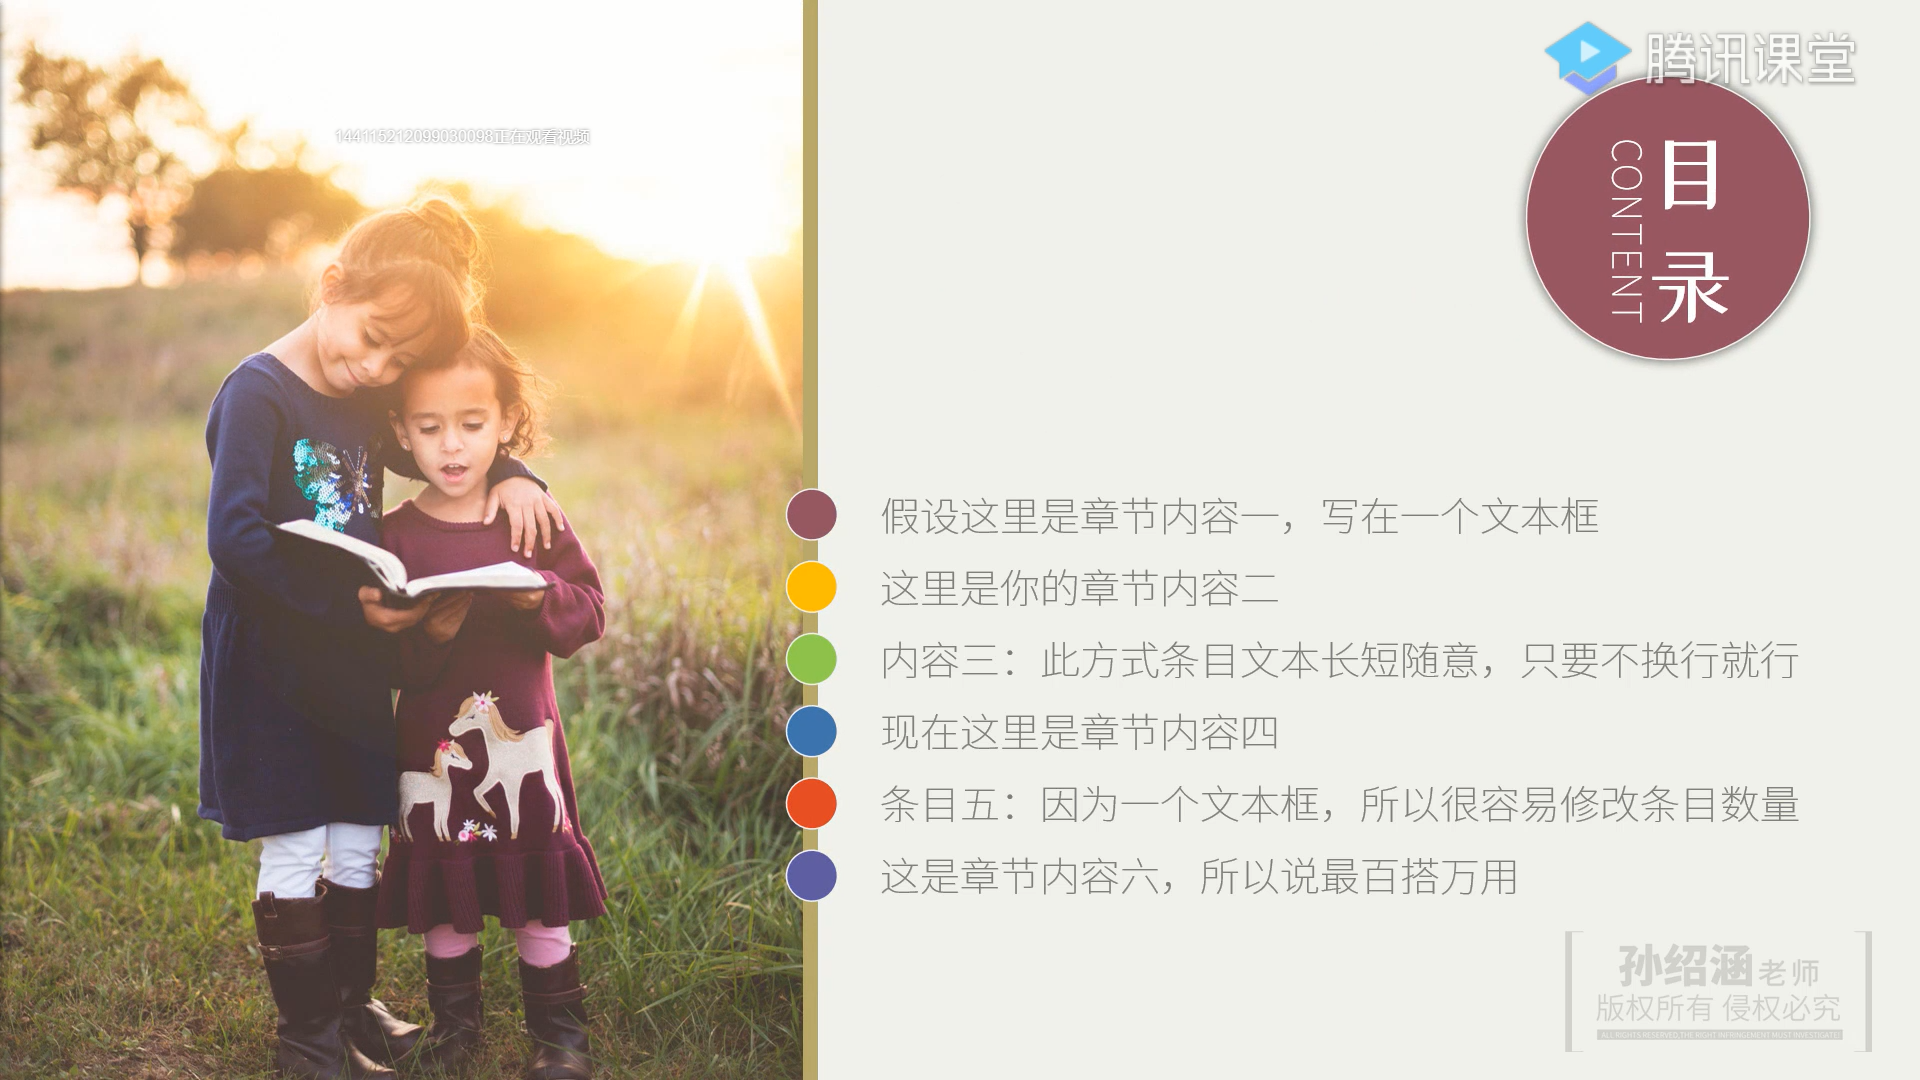 腾讯课堂
144115212099030098正在观看视频
目录
CONTENT
假设这里是章节内容一，写在一个文本框
这里是你的章节内容二
内容三：此方式条目文本长短随意，只要不换行就行
现在这里是章节内容四
条目五：因为一个文本框，所以很容易修改条目数量
这是章节内容六，所以说最百搭万用
孙绍涵老师
版权所有 侵权必究
ALL RIGHTS RESERVED,THE RIGHT INFRINGEMENT MUST INVESTIGATE